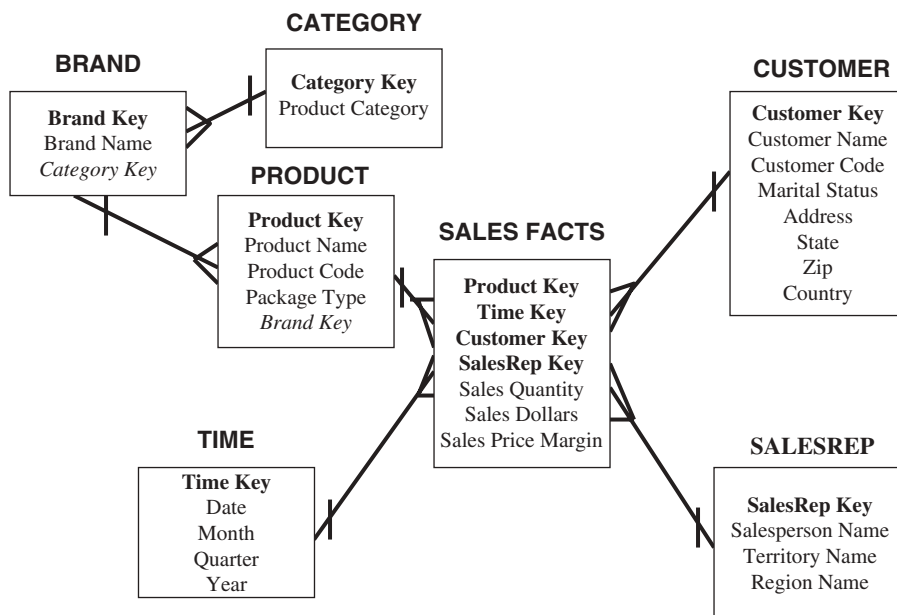 CATEGORY
Category Key
Product Category
BRAND
Brand Key
Brand Name
Category Key
PRODUCT
Product Key
Product Name
Product Code
Package Type
Brand Key
SALES FACTS
Product Key
Time Key
Customer Key
SalesRep Key
Sales Quantity
Sales Dollars
Sales Price Margin
CUSTOMER
Customer Key
Customer Name
Customer Code
Marital Status
Address
State
Zip
Country
TIME
Time Key
Date
Month
Quarter
Year
SALESREP
SalesRep Key
Salesperson Name
Territory Name
Region Name